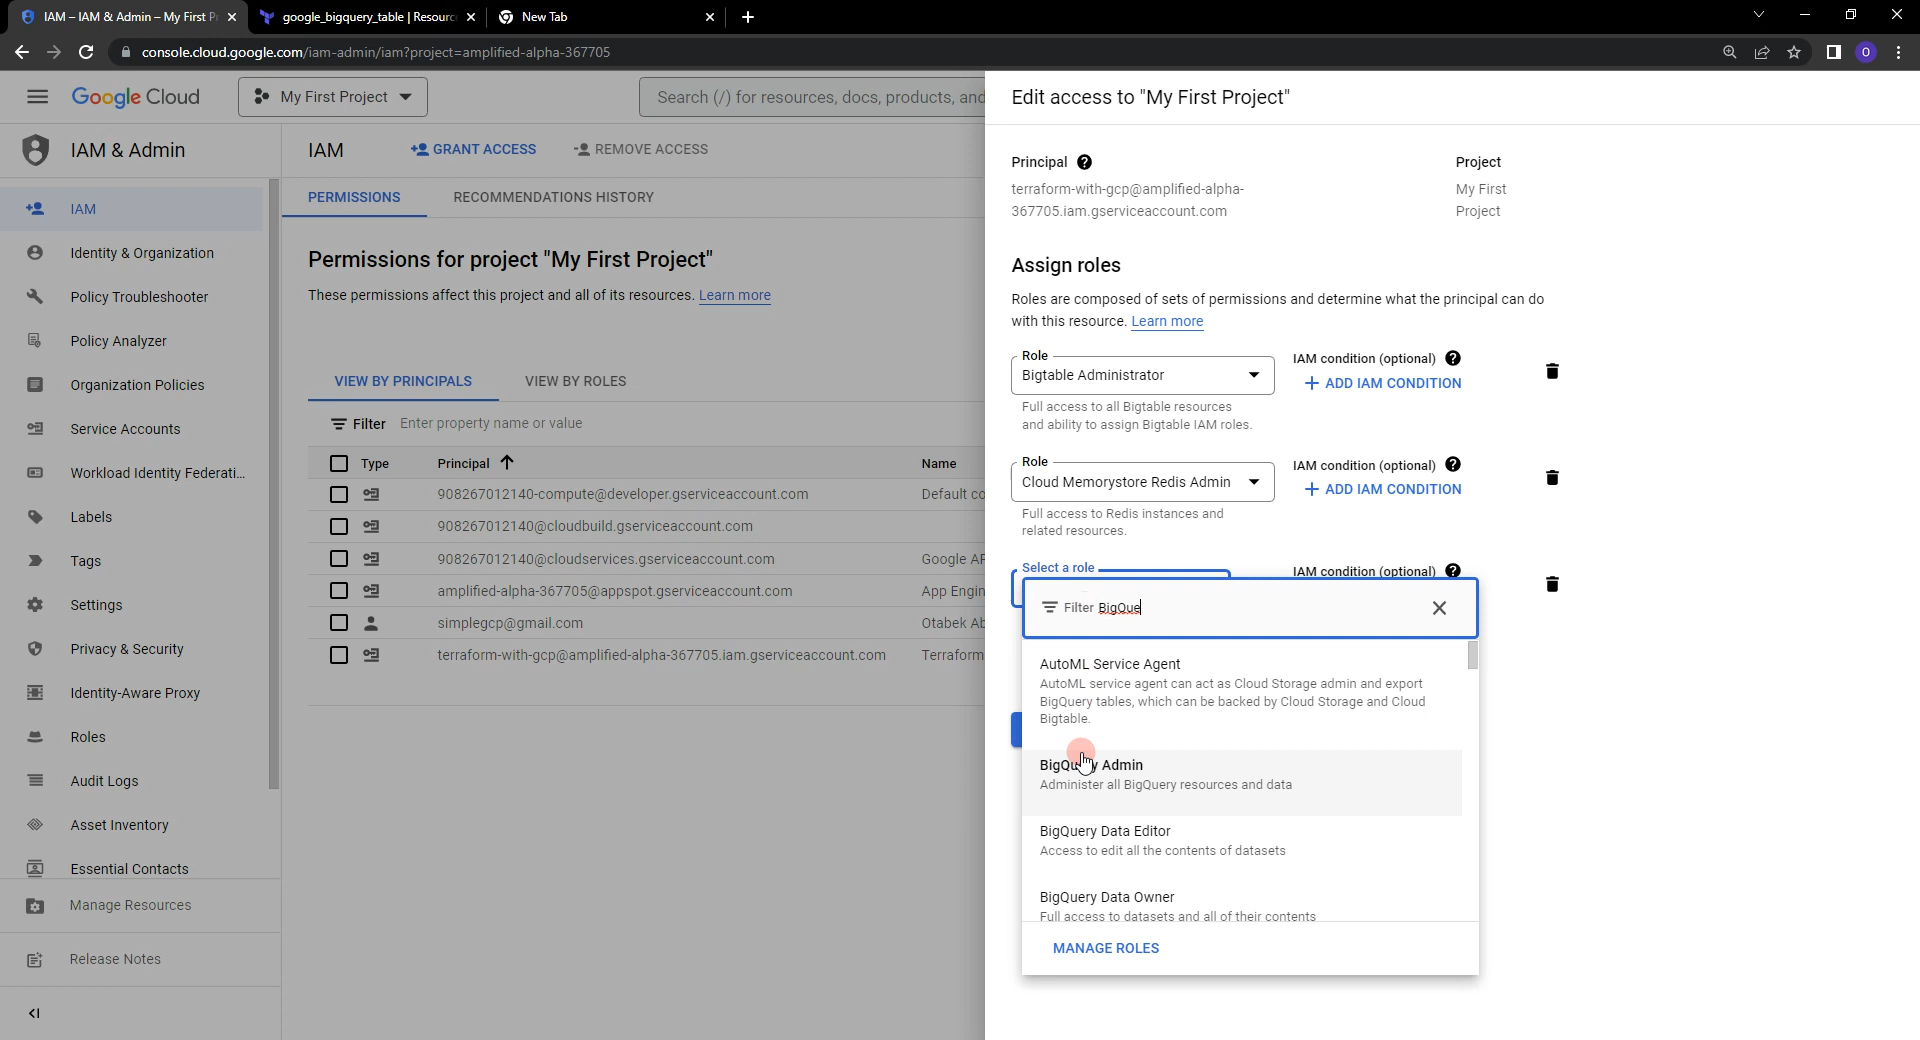 IAM – IAM & Admin – My First P
google_bigquery_table | Resourc
New Tab
console.cloud.google.com/iam-admin/iam?project=amplified-alpha-367705
O
Google Cloud
My First Project
Search (/) for resources, docs, products, and
IAM & Admin
IAM
Identity & Organization
Policy Troubleshooter
Policy Analyzer
Organization Policies
Service Accounts
Workload Identity Federati...
Labels
Tags
Settings
Privacy & Security
Identity-Aware Proxy
Roles
Audit Logs
Asset Inventory
Essential Contacts
Manage Resources
Release Notes
IAM
GRANT ACCESS
REMOVE ACCESS
PERMISSIONS
RECOMMENDATIONS HISTORY
Permissions for project "My First Project"
These permissions affect this project and all of its resources. Learn more
VIEW BY PRINCIPALS
VIEW BY ROLES
Filter Enter property name or value
Type Principal Name
908267012140-compute@developer.gserviceaccount.com Default co
908267012140@cloudbuild.gserviceaccount.com
908267012140@cloudservices.gserviceaccount.com Google AP
amplified-alpha-367705@appspot.gserviceaccount.com App Engin
simplegcp@gmail.com Otabek Ab
terraform-with-gcp@amplified-alpha-367705.iam.gserviceaccount.com Terraform
Edit access to "My First Project"
Principal
terraform-with-gcp@amplified-alpha-
367705.iam.gserviceaccount.com
Project
My First
Project
Assign roles
Roles are composed of sets of permissions and determine what the principal can do
with this resource. Learn more
Role
Bigtable Administrator
Full access to all Bigtable resources
and ability to assign Bigtable IAM roles.
IAM condition (optional)
ADD IAM CONDITION
Role
Cloud Memorystore Redis Admin
Full access to Redis instances and
related resources.
IAM condition (optional)
ADD IAM CONDITION
Select a role
IAM condition (optional)
Filter BigQue
AutoML Service Agent
AutoML service agent can act as Cloud Storage admin and export
BigQuery tables, which can be backed by Cloud Storage and Cloud
Bigtable.
BigQuery Admin
Administer all BigQuery resources and data
BigQuery Data Editor
Access to edit all the contents of datasets
BigQuery Data Owner
Full access to datasets and all of their contents
MANAGE ROLES